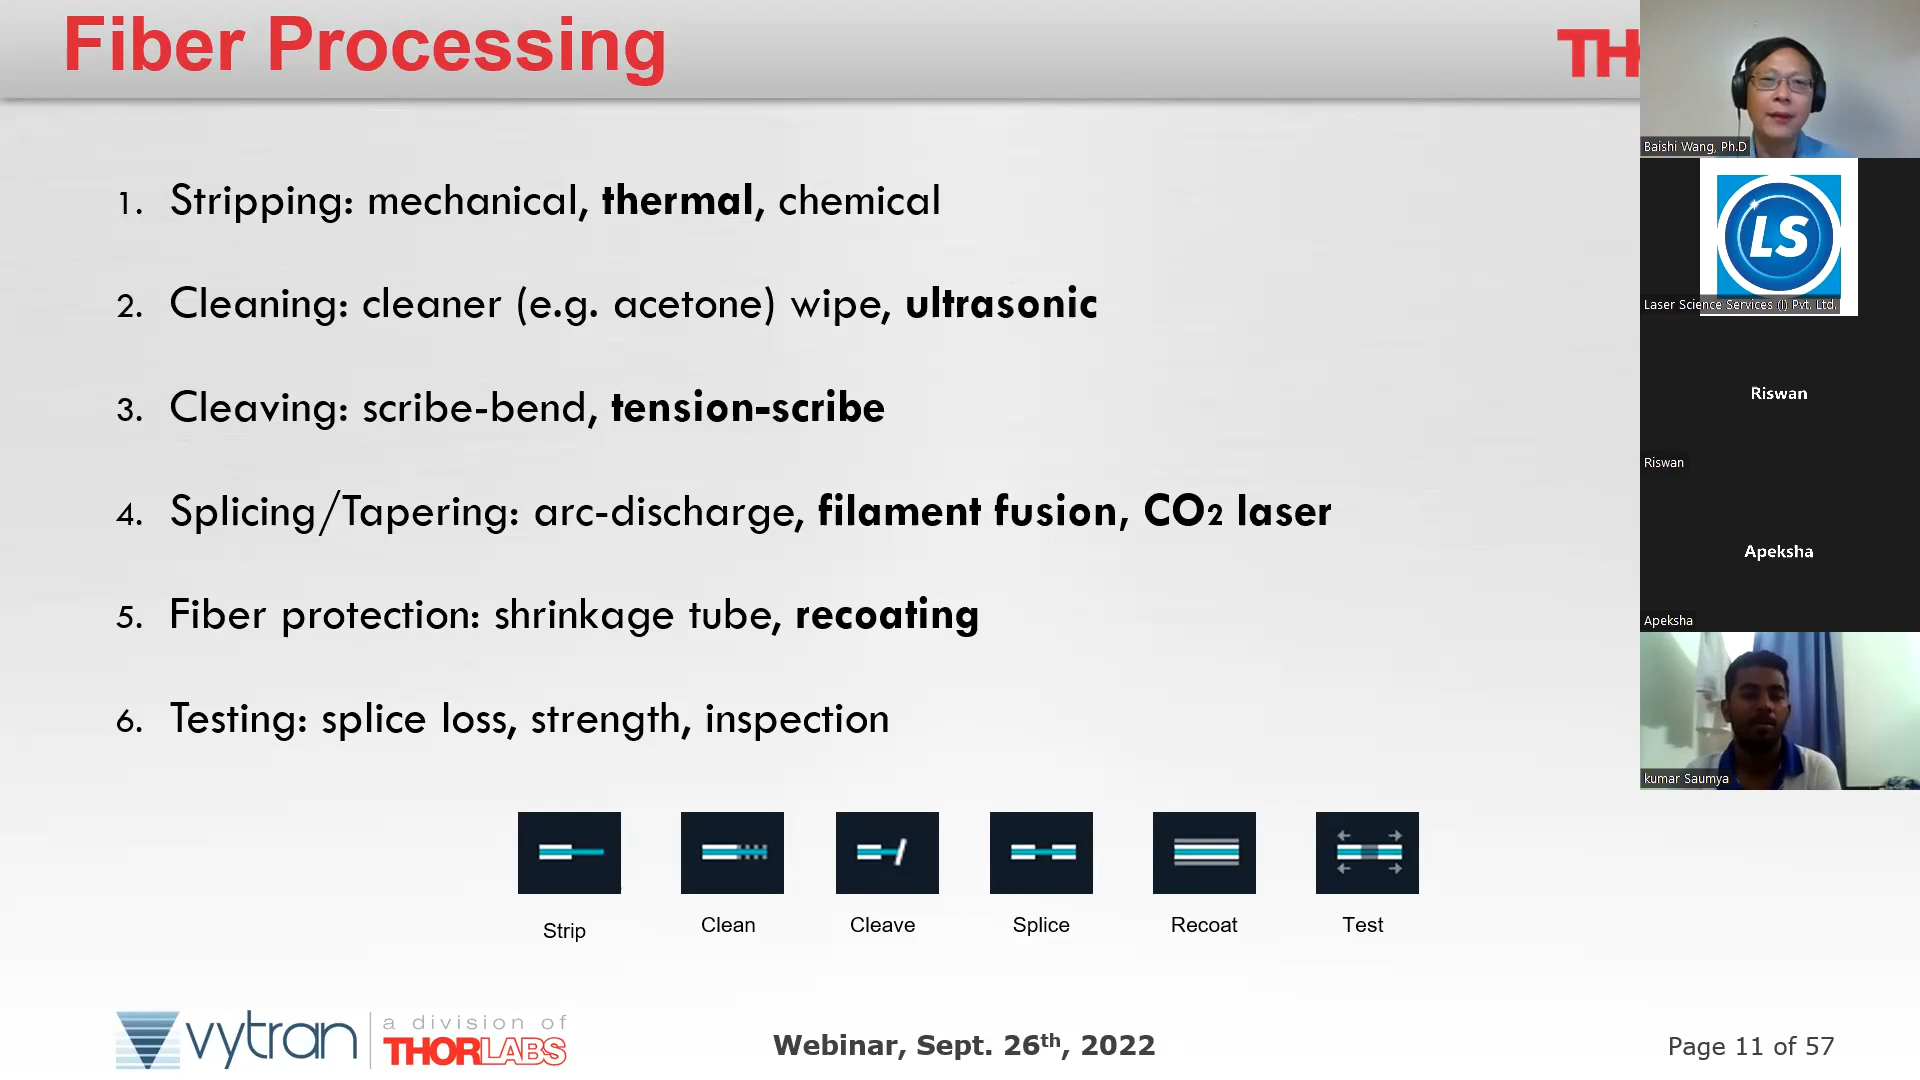 Fiber Processing
TH
1. Stripping: mechanical, thermal, chemical
2. Cleaning: cleaner (e.g. acetone) wipe, ultrasonic
3. Cleaving: scribe-bend, tension-scribe
4. Splicing/Tapering: arc-discharge, filament fusion, CO2 laser
5. Fiber protection: shrinkage tube, recoating
6. Testing: splice loss, strength, inspection
Strip Clean Cleave Splice Recoat Test
vytran a division of
THORLABS
Webinar, Sept. 26th, 2022
Page 11 of 57
Baishi Wang, Ph.D
LS
Laser Science Services (I) Pvt. Ltd.
Riswan
Riswan
Apeksha
Apeksha
kumar Saumya